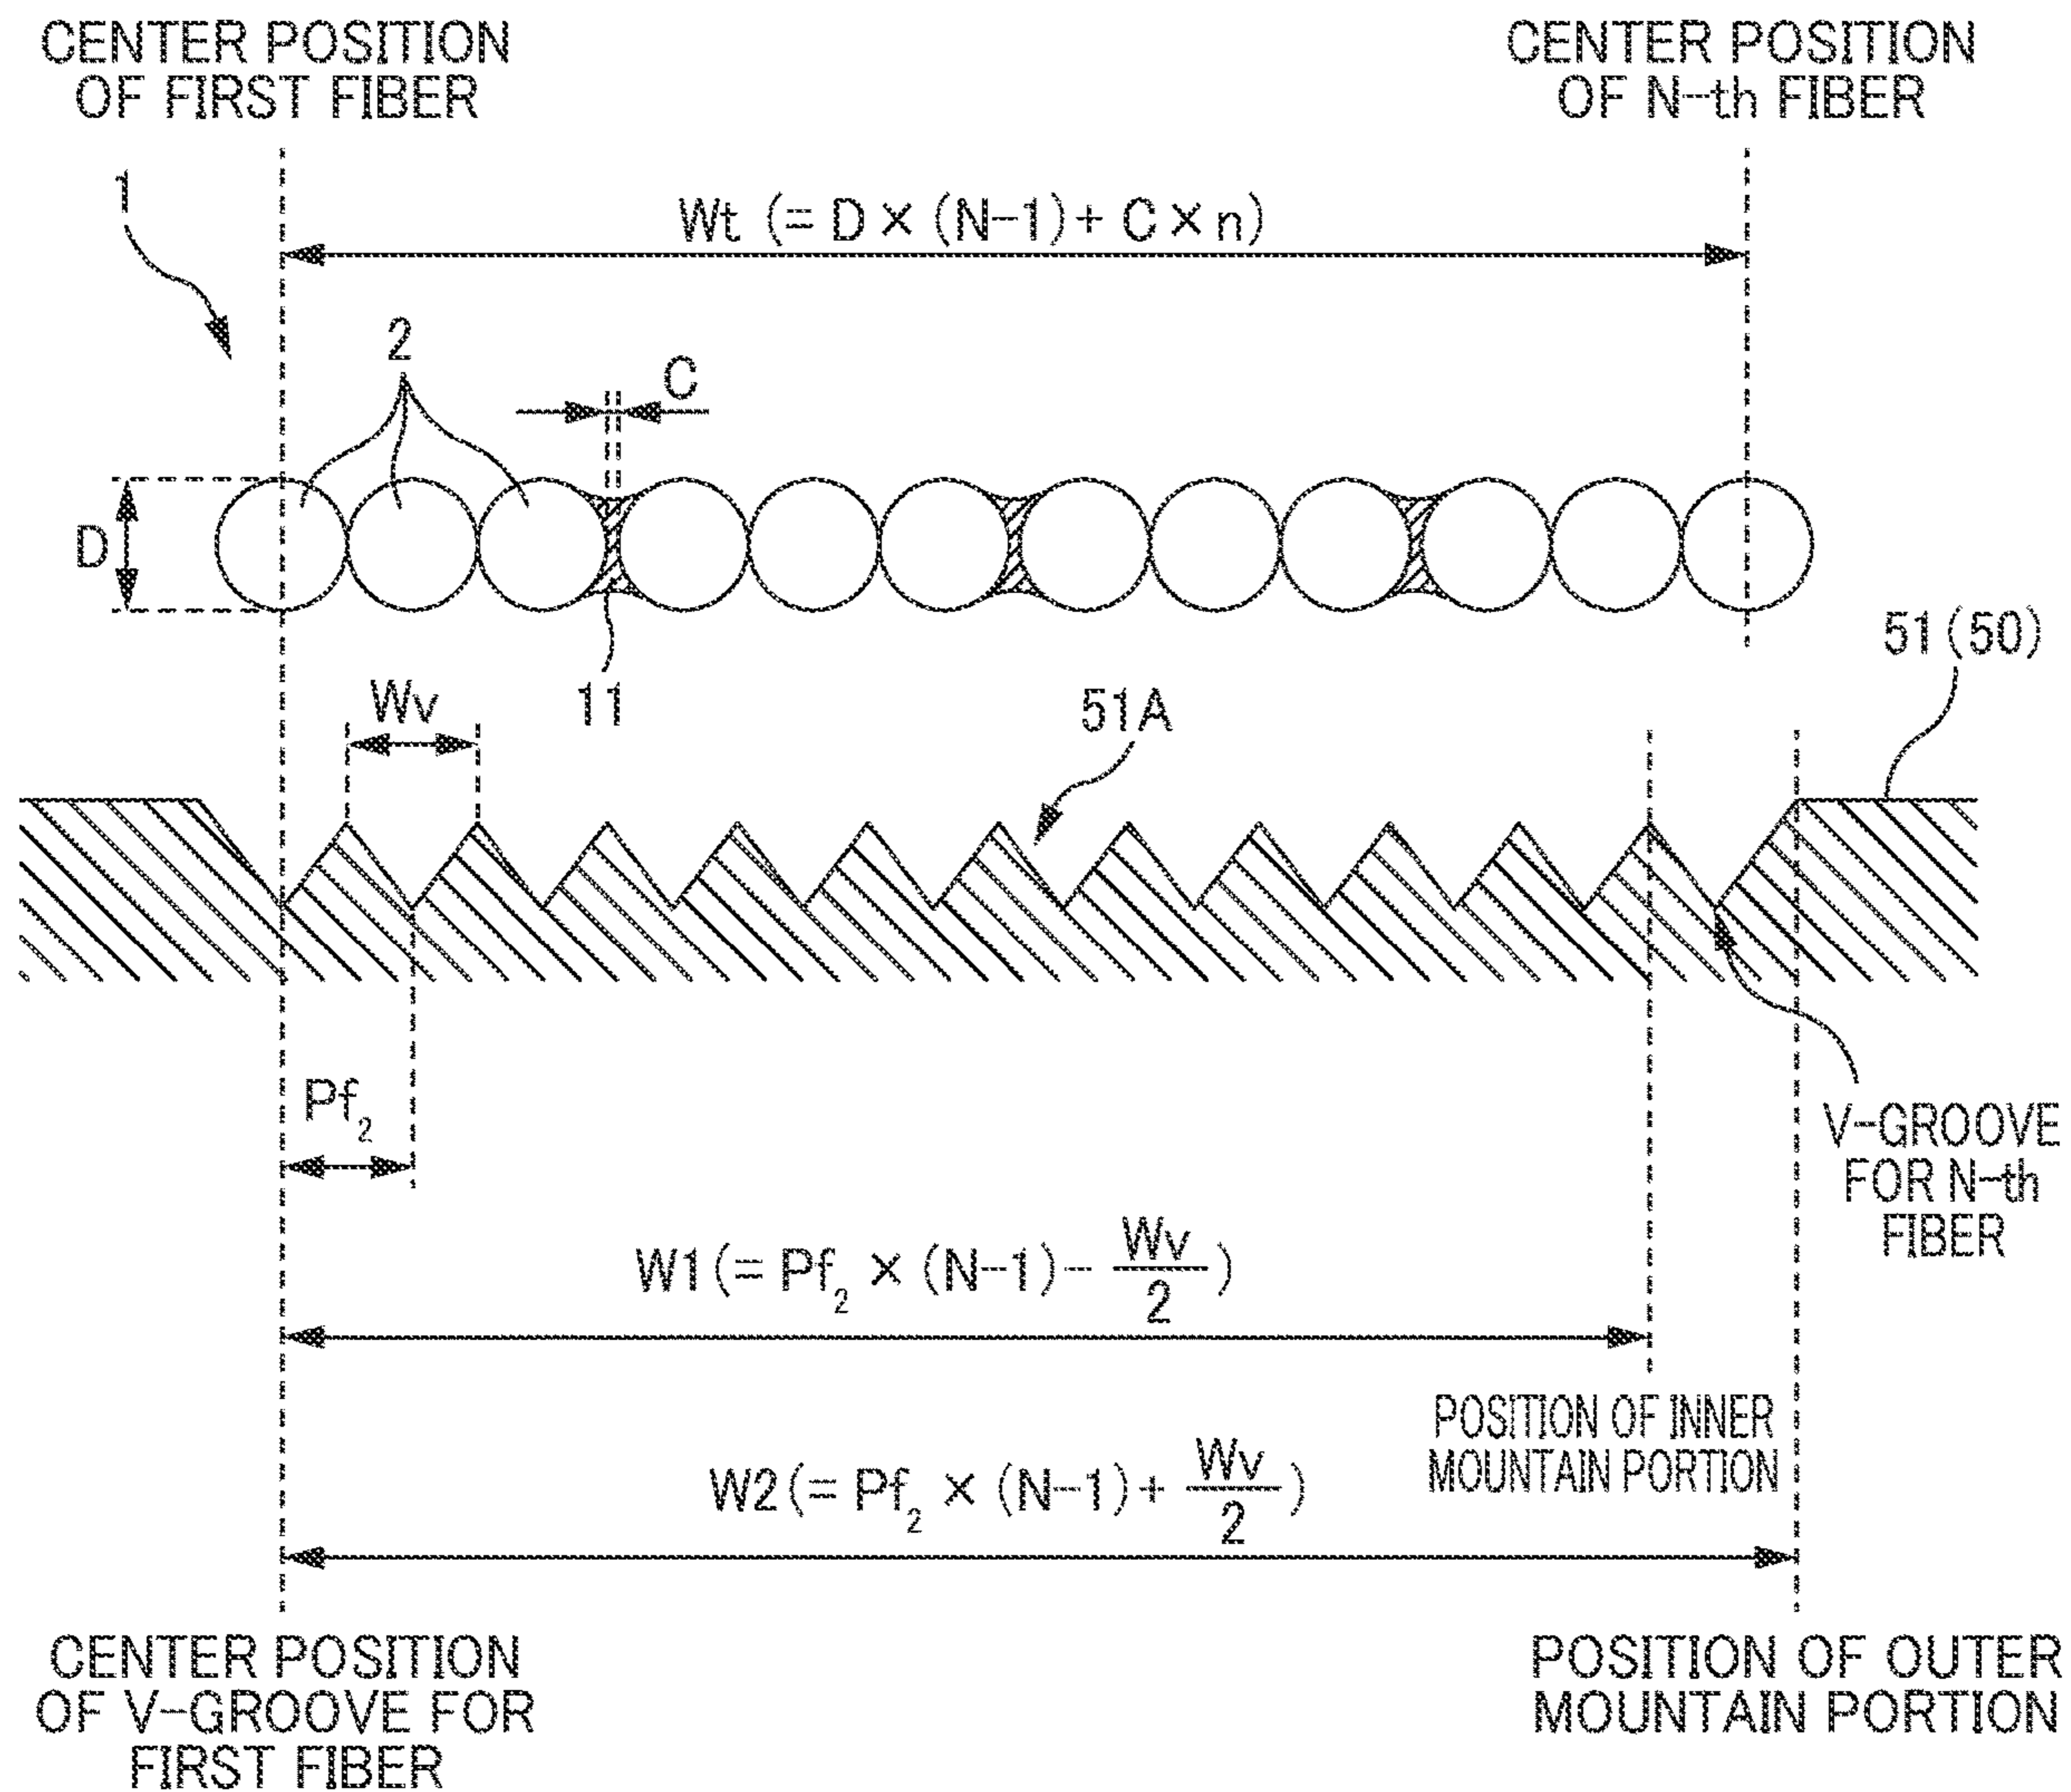 CENTER POSITION
OF FIRST FIBER
CENTER POSITION
OF N-th FIBER
1
Wt (= D × (N-1)+ C × n)
2
C
D
11
51(50)
Wv
51A
Pf₂
V-GROOVE
FOR N-th
FIBER
W1(= Pf₂ × (N-1)- Wv/2)
POSITION OF INNER
MOUNTAIN PORTION
W2(= Pf₂ × (N-1)+ Wv/2)
CENTER POSITION
OF V-GROOVE FOR
FIRST FIBER
POSITION OF OUTER
MOUNTAIN PORTION